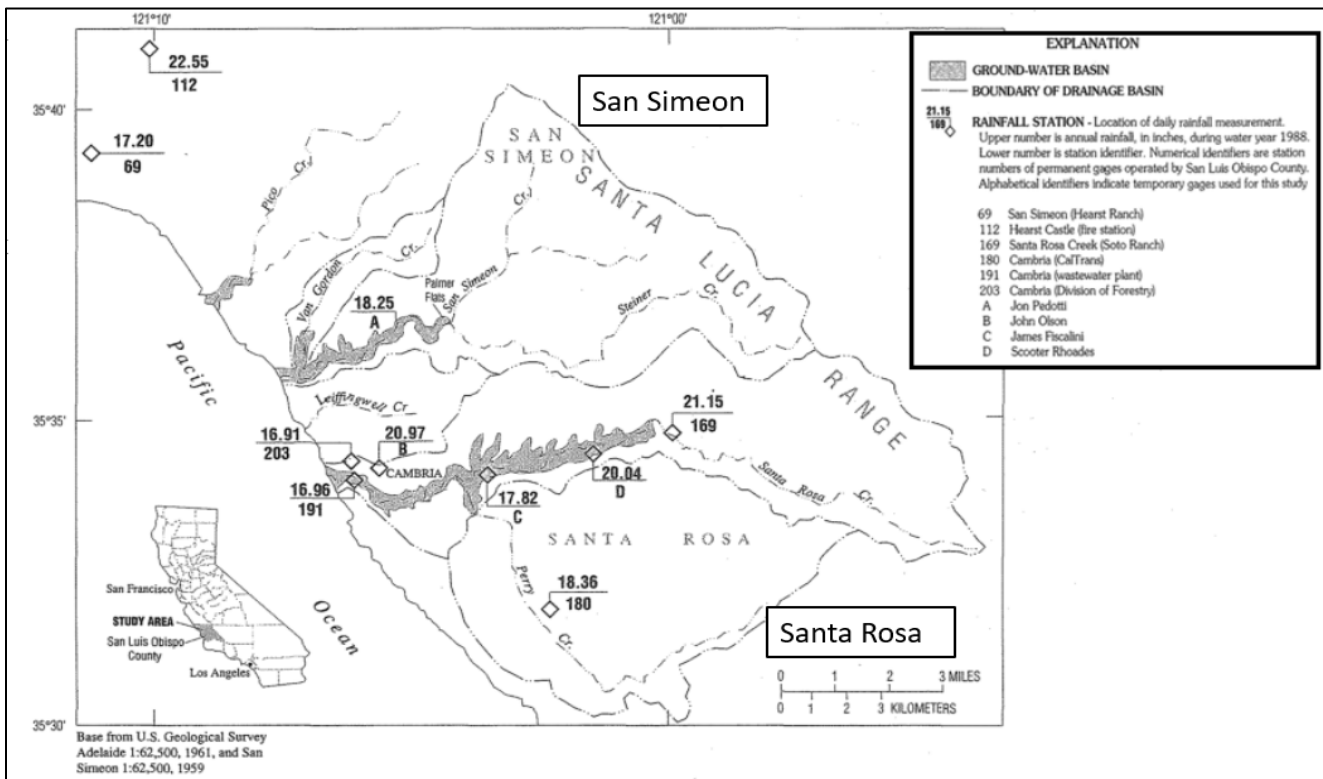 121°10'
121°00'
22.55
112
35°40'
17.20
69
San Simeon
EXPLANATION
GROUND-WATER BASIN
BOUNDARY OF DRAINAGE BASIN
21.15
169
RAINFALL STATION - Location of daily rainfall measurement.
Upper number is annual rainfall, in inches, during water year 1988.
Lower number is station identifier. Numerical identifiers are station
numbers of permanent gages operated by San Luis Obispo County.
Alphabetical identifiers indicate temporary gages used for this study
69 San Simeon (Hearst Ranch)
112 Hearst Castle (fire station)
169 Santa Rosa Creek (Soto Ranch)
180 Cambria (CalTrans)
191 Cambria (wastewater plant)
203 Cambria (Division of Forestry)
A Jon Pedotti
B John Olson
C James Fiscalini
D Scooter Rhoades
SAN
SIMEON
SANTA
LUCIA
RANGE
Pico Cr.
Cr.
Van Gordon Cr.
Palmer
Flats
San Simeon
Steiner Cr.
18.25
A
Pacific
Ocean
Leffingwell Cr.
35°35'
16.91
203
20.97
B
CAMBRIA
21.15
169
16.96
191
17.82
C
20.04
D
Santa Rosa Cr.
SANTA ROSA
Perry Cr.
18.36
180
Santa Rosa
San Francisco
STUDY AREA
San Luis Obispo
County
Los Angeles
0 1 2 3 MILES
0 1 2 3 KILOMETERS
35°30'
Base from U.S. Geological Survey
Adelaide 1:62,500, 1961, and San
Simeon 1:62,500, 1959